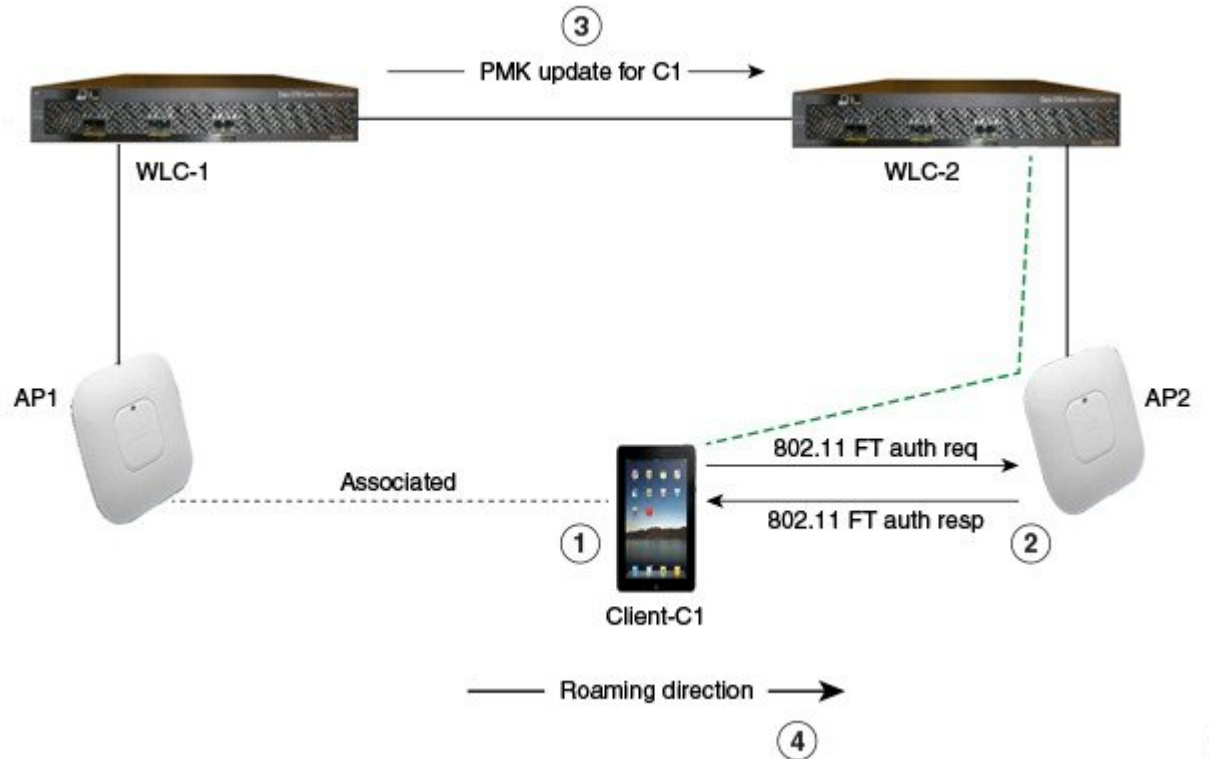 3
PMK update for C1
WLC-1
WLC-2
AP1
AP2
802.11 FT auth req
Associated
802.11 FT auth resp
1
2
Client-C1
Roaming direction
4